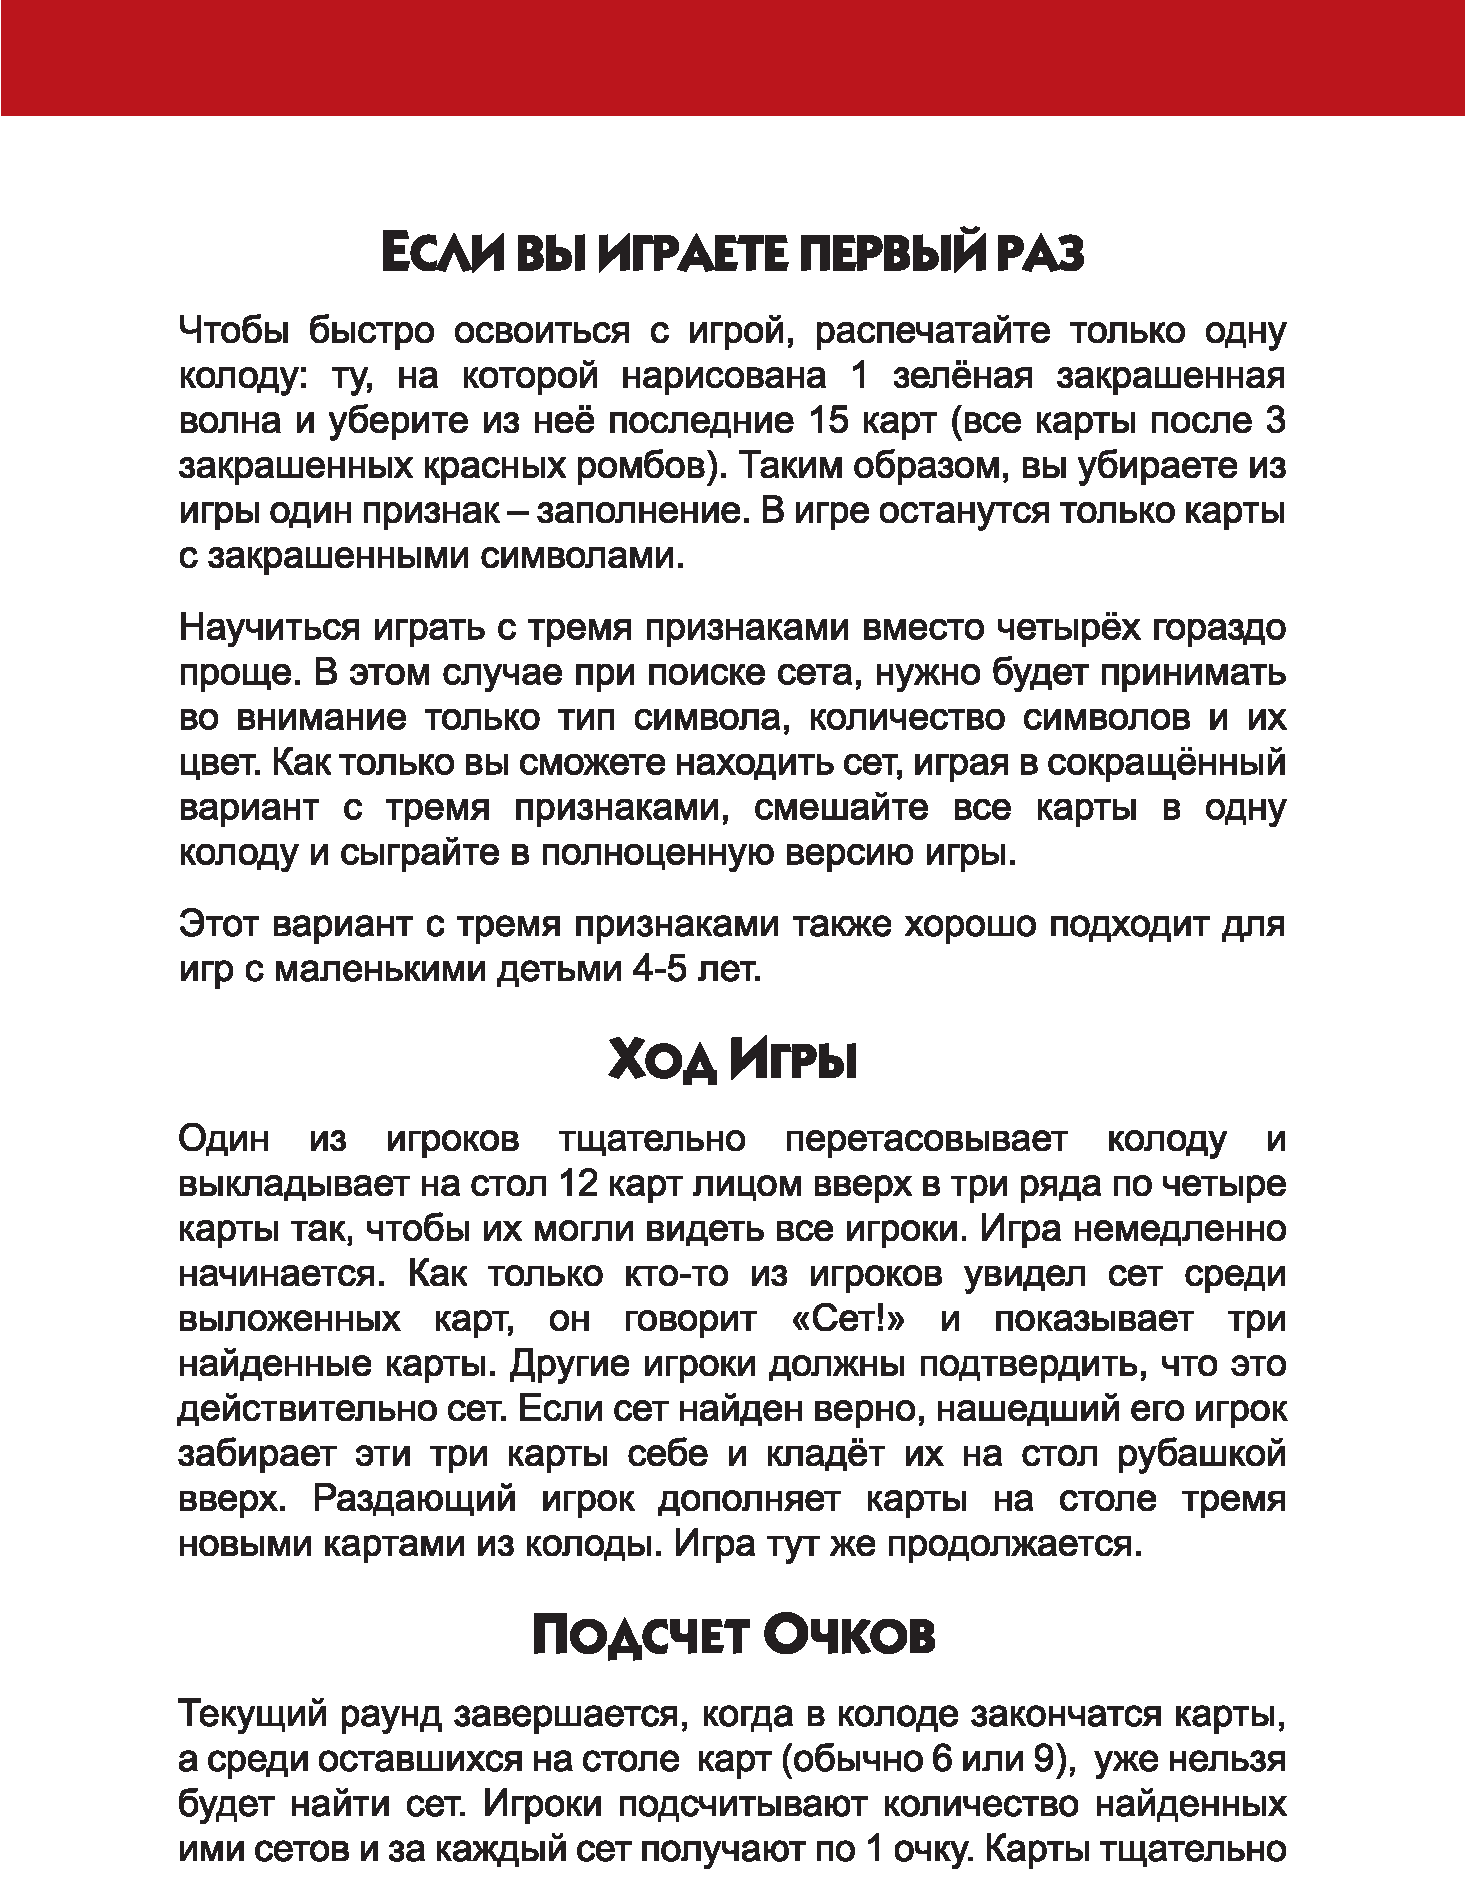 Если вы играете первый раз
Чтобы быстро освоиться с игрой, распечатайте только одну
колоду: ту, на которой нарисована 1 зелёная закрашенная
волна и уберите из неё последние 15 карт (все карты после 3
закрашенных красных ромбов). Таким образом, вы убираете из
игры один признак – заполнение. В игре останутся только карты
с закрашенными символами.
Научиться играть с тремя признаками вместо четырёх гораздо
проще. В этом случае при поиске сета, нужно будет принимать
во внимание только тип символа, количество символов и их
цвет. Как только вы сможете находить сет, играя в сокращённый
вариант с тремя признаками, смешайте все карты в одну
колоду и сыграйте в полноценную версию игры.
Этот вариант с тремя признаками также хорошо подходит для
игр с маленькими детьми 4-5 лет.
Ход Игры
Один из игроков тщательно перетасовывает колоду и
выкладывает на стол 12 карт лицом вверх в три ряда по четыре
карты так, чтобы их могли видеть все игроки. Игра немедленно
начинается. Как только кто-то из игроков увидел сет среди
выложенных карт, он говорит «Сет!» и показывает три
найденные карты. Другие игроки должны подтвердить, что это
действительно сет. Если сет найден верно, нашедший его игрок
забирает эти три карты себе и кладёт их на стол рубашкой
вверх. Раздающий игрок дополняет карты на столе тремя
новыми картами из колоды. Игра тут же продолжается.
Подсчет Очков
Текущий раунд завершается, когда в колоде закончатся карты,
а среди оставшихся на столе карт (обычно 6 или 9), уже нельзя
будет найти сет. Игроки подсчитывают количество найденных
ими сетов и за каждый сет получают по 1 очку. Карты тщательно